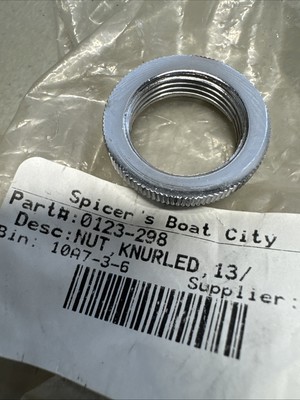 Spicer's Boat City
Part#:0123-298
Desc:NUT,KNURLED,13/
Bin: 10A7-3-6 Supplier: